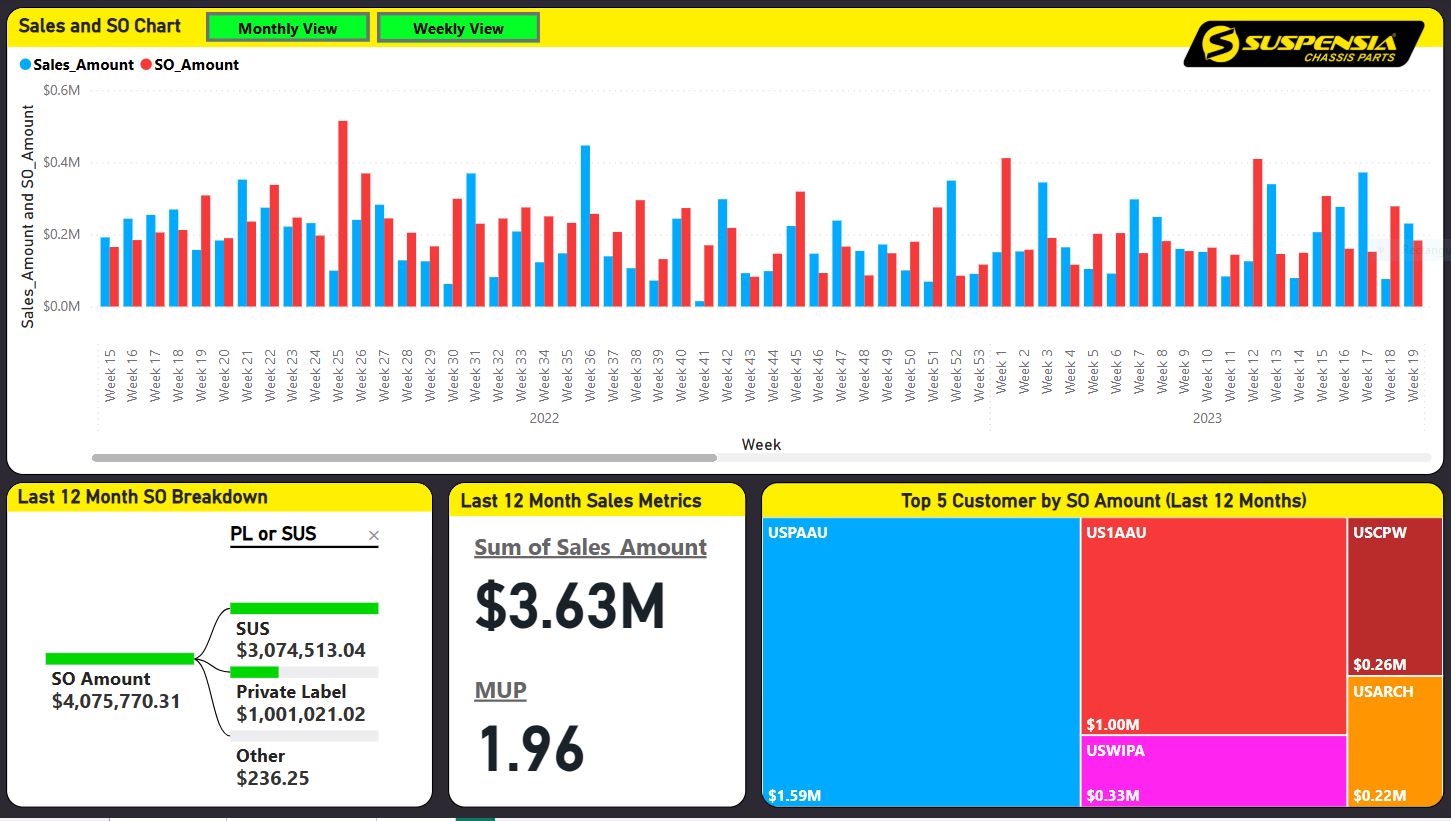 Sales and SO Chart
Monthly View
Weekly View
SUSPENSIA
CHASSIS PARTS
Sales_Amount SO_Amount
Sales_Amount and SO_Amount
$0.6M
$0.4M
$0.2M
$0.0M
Week 15 Week 16 Week 17 Week 18 Week 19 Week 20 Week 21 Week 22 Week 23 Week 24 Week 25 Week 26 Week 27 Week 28 Week 29 Week 30 Week 31 Week 32 Week 33 Week 34 Week 35 Week 36 Week 37 Week 38 Week 39 Week 40 Week 41 Week 42 Week 43 Week 44 Week 45 Week 46 Week 47 Week 48 Week 49 Week 50 Week 51 Week 52 Week 53 Week 1 Week 2 Week 3 Week 4 Week 5 Week 6 Week 7 Week 8 Week 9 Week 10 Week 11 Week 12 Week 13 Week 14 Week 15 Week 16 Week 17 Week 18 Week 19
2022 2023
Week
Last 12 Month SO Breakdown
PL or SUS
SO Amount
$4,075,770.31
SUS
$3,074,513.04
Private Label
$1,001,021.02
Other
$236.25
Last 12 Month Sales Metrics
Sum of Sales_Amount
$3.63M
MUP
1.96
Top 5 Customer by SO Amount (Last 12 Months)
USPAAU
$1.59M
US1AAU
$1.00M
USWIPA
$0.33M
USCPW
$0.26M
USARCH
$0.22M